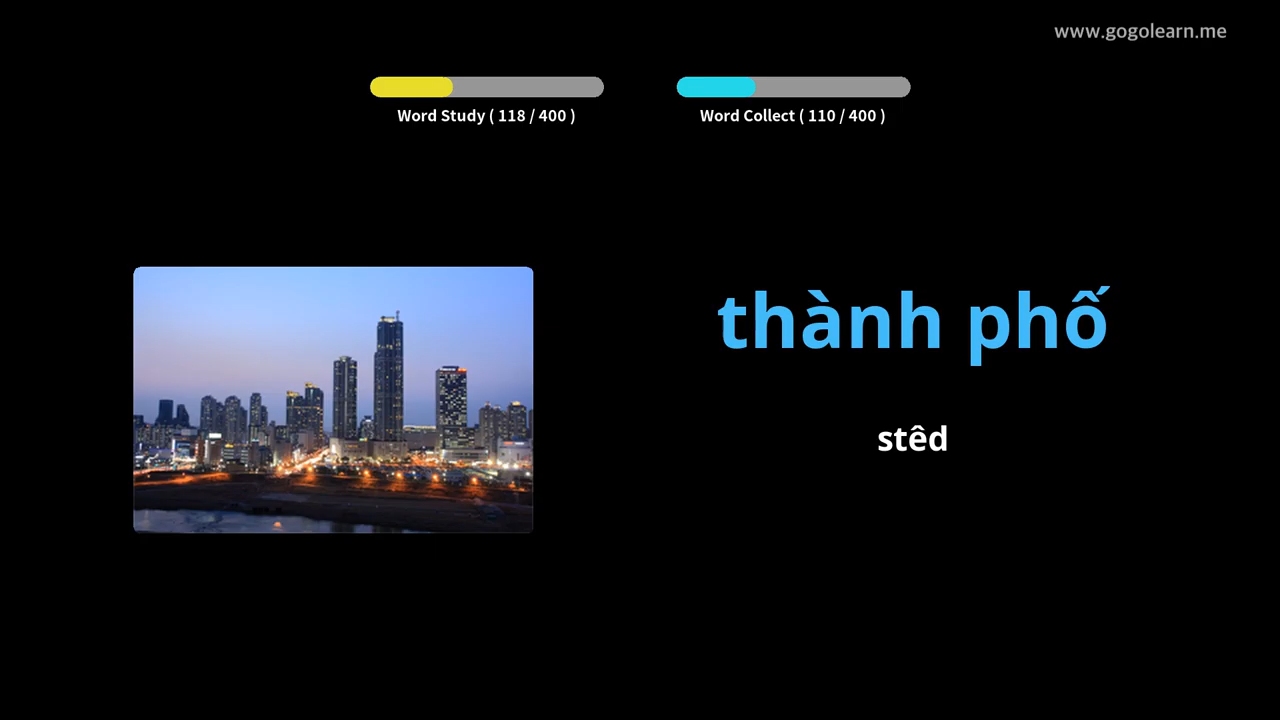 www.gogolearn.me
Word Study ( 118 / 400 )
Word Collect ( 110 / 400 )
thành phố
stêd